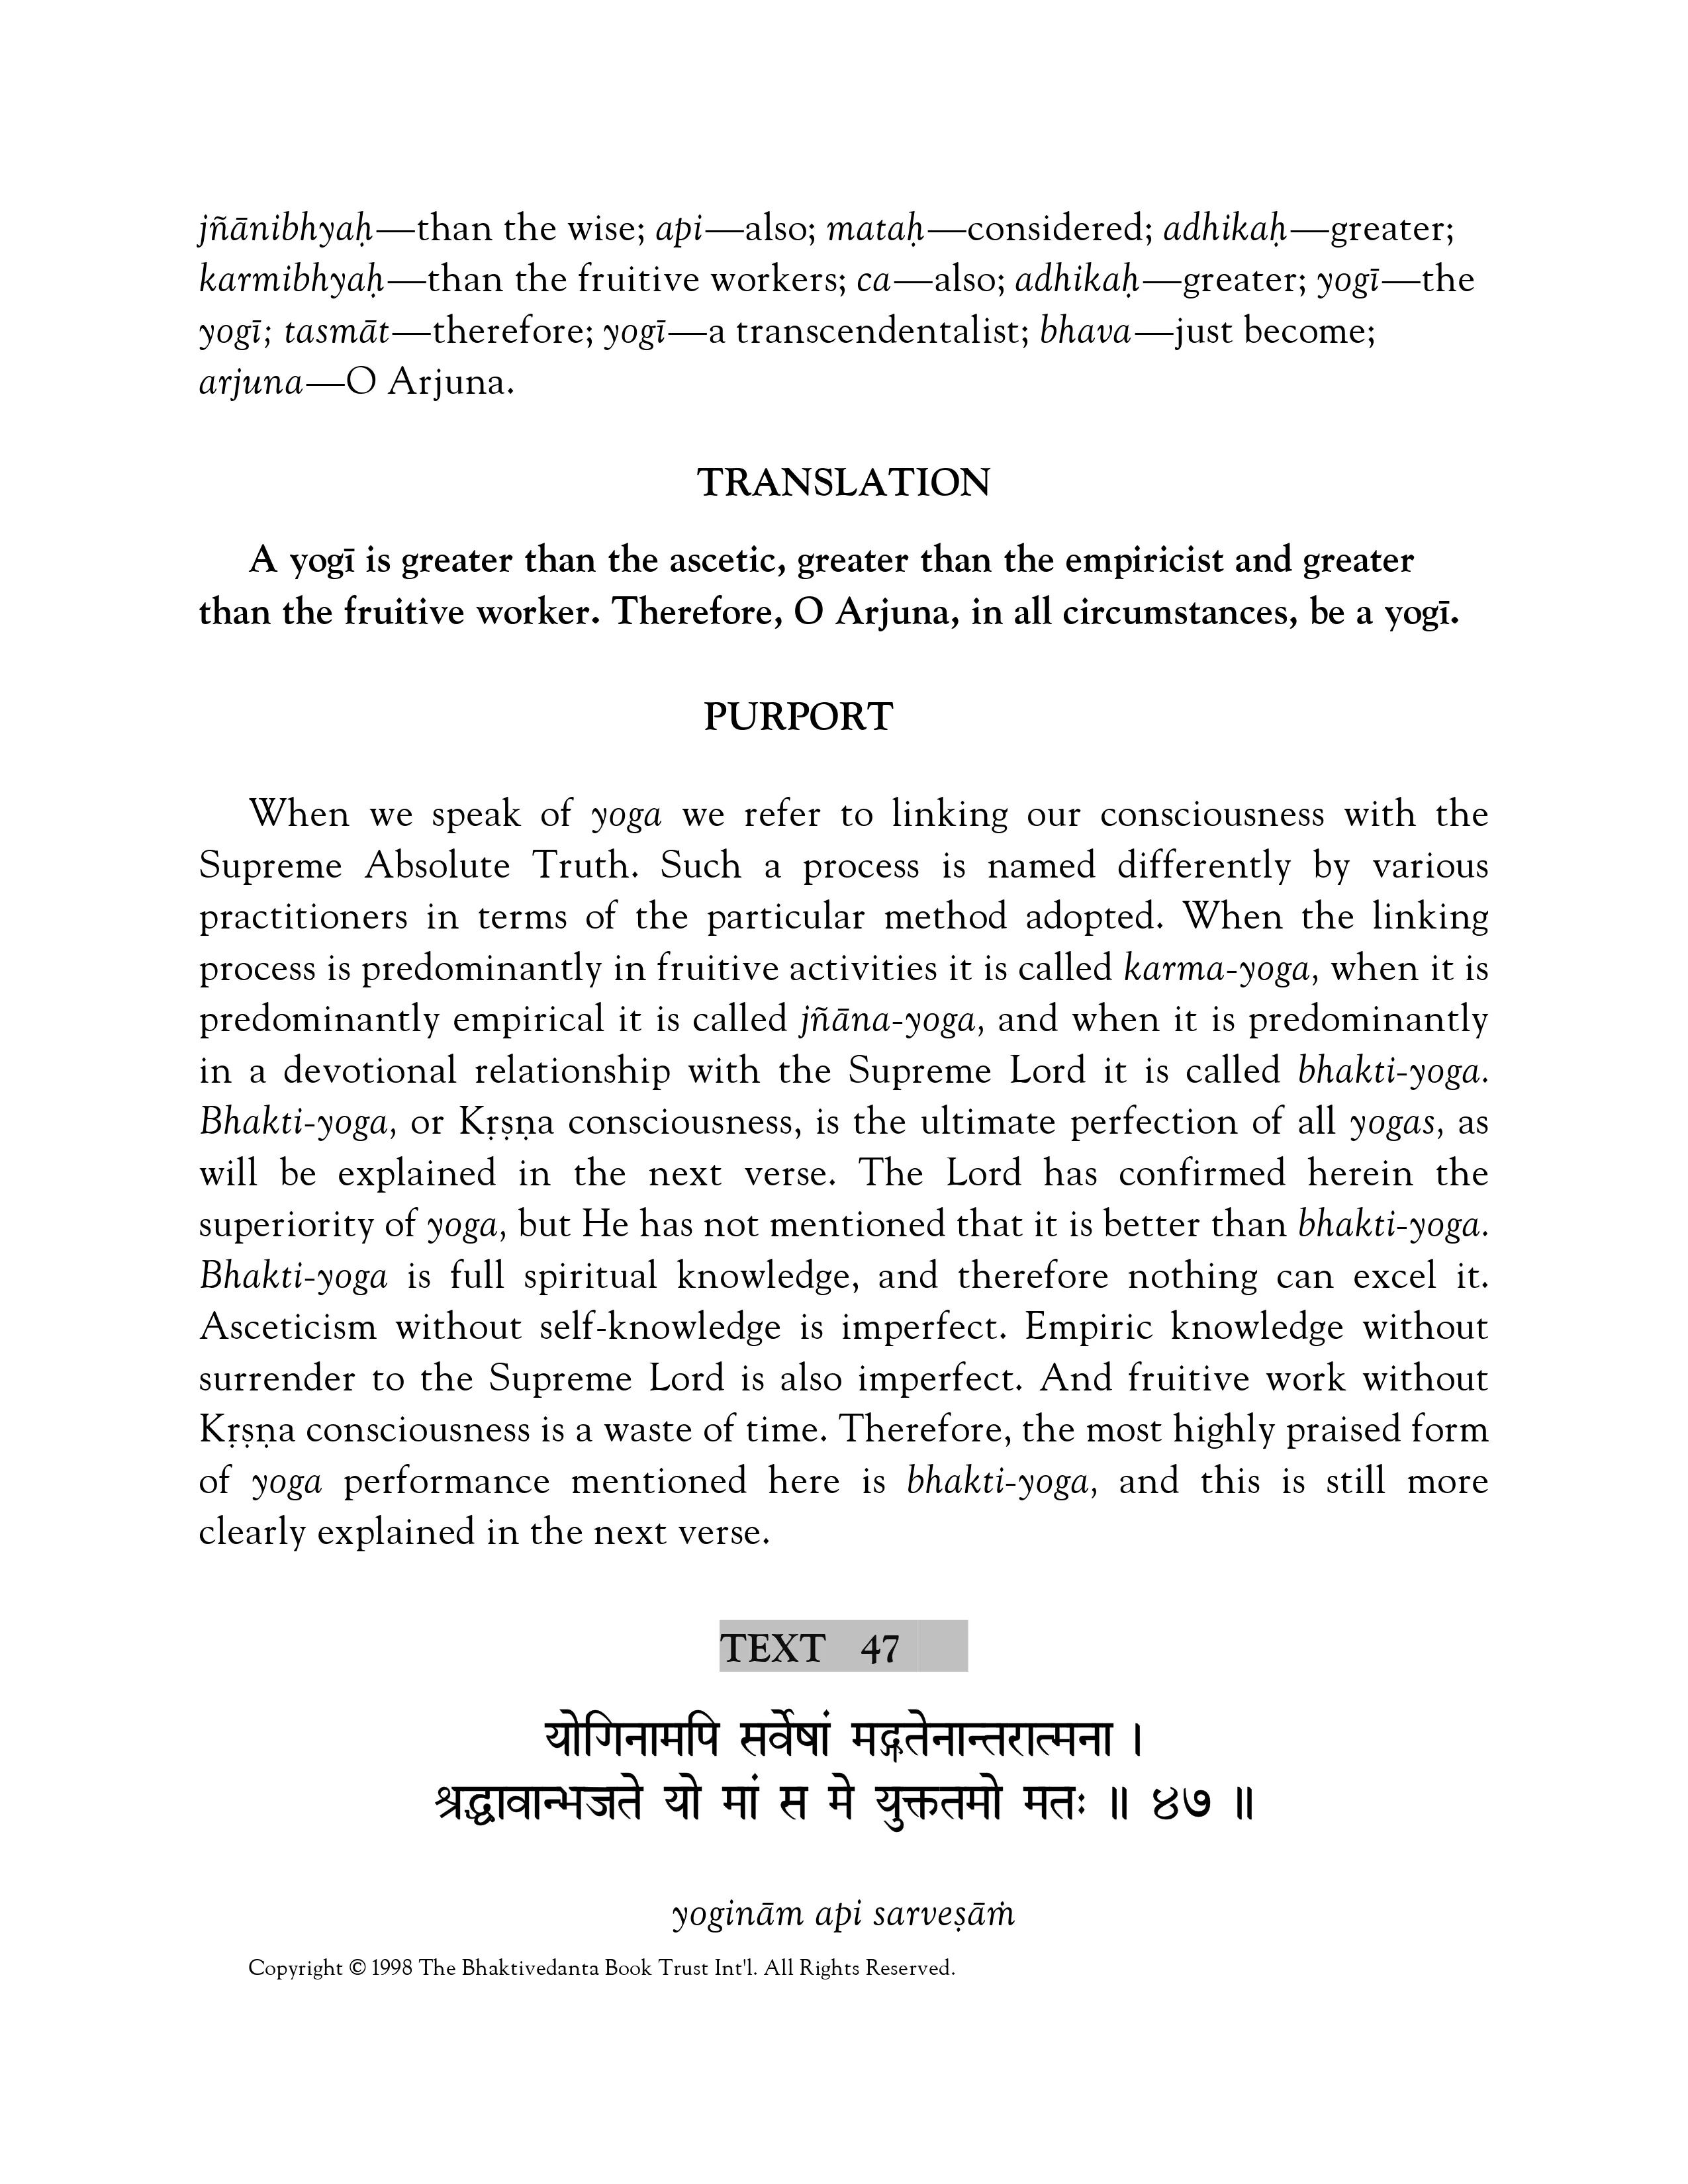 jñānibhyaḥ—than the wise; api—also; mataḥ—considered; adhikaḥ—greater;
karmibhyaḥ—than the fruitive workers; ca—also; adhikaḥ—greater; yogī—the
yogī; tasmāt—therefore; yogī—a transcendentalist; bhava—just become;
arjuna—O Arjuna.
TRANSLATION
A yogī is greater than the ascetic, greater than the empiricist and greater
than the fruitive worker. Therefore, O Arjuna, in all circumstances, be a yogī.
PURPORT
When we speak of yoga we refer to linking our consciousness with the
Supreme Absolute Truth. Such a process is named differently by various
practitioners in terms of the particular method adopted. When the linking
process is predominantly in fruitive activities it is called karma-yoga, when it is
predominantly empirical it is called jñāna-yoga, and when it is predominantly
in a devotional relationship with the Supreme Lord it is called bhakti-yoga.
Bhakti-yoga, or Kṛṣṇa consciousness, is the ultimate perfection of all yogas, as
will be explained in the next verse. The Lord has confirmed herein the
superiority of yoga, but He has not mentioned that it is better than bhakti-yoga.
Bhakti-yoga is full spiritual knowledge, and therefore nothing can excel it.
Asceticism without self-knowledge is imperfect. Empiric knowledge without
surrender to the Supreme Lord is also imperfect. And fruitive work without
Kṛṣṇa consciousness is a waste of time. Therefore, the most highly praised form
of yoga performance mentioned here is bhakti-yoga, and this is still more
clearly explained in the next verse.
TEXT 47
योगिनामपि सर्वेषां मद्गतेनान्तरात्मना ।
श्रद्धावान्भजते यो मां स मे युक्ततमो मतः ॥ ४७ ॥
yoginām api sarveṣāṁ
Copyright © 1998 The Bhaktivedanta Book Trust Int'l. All Rights Reserved.